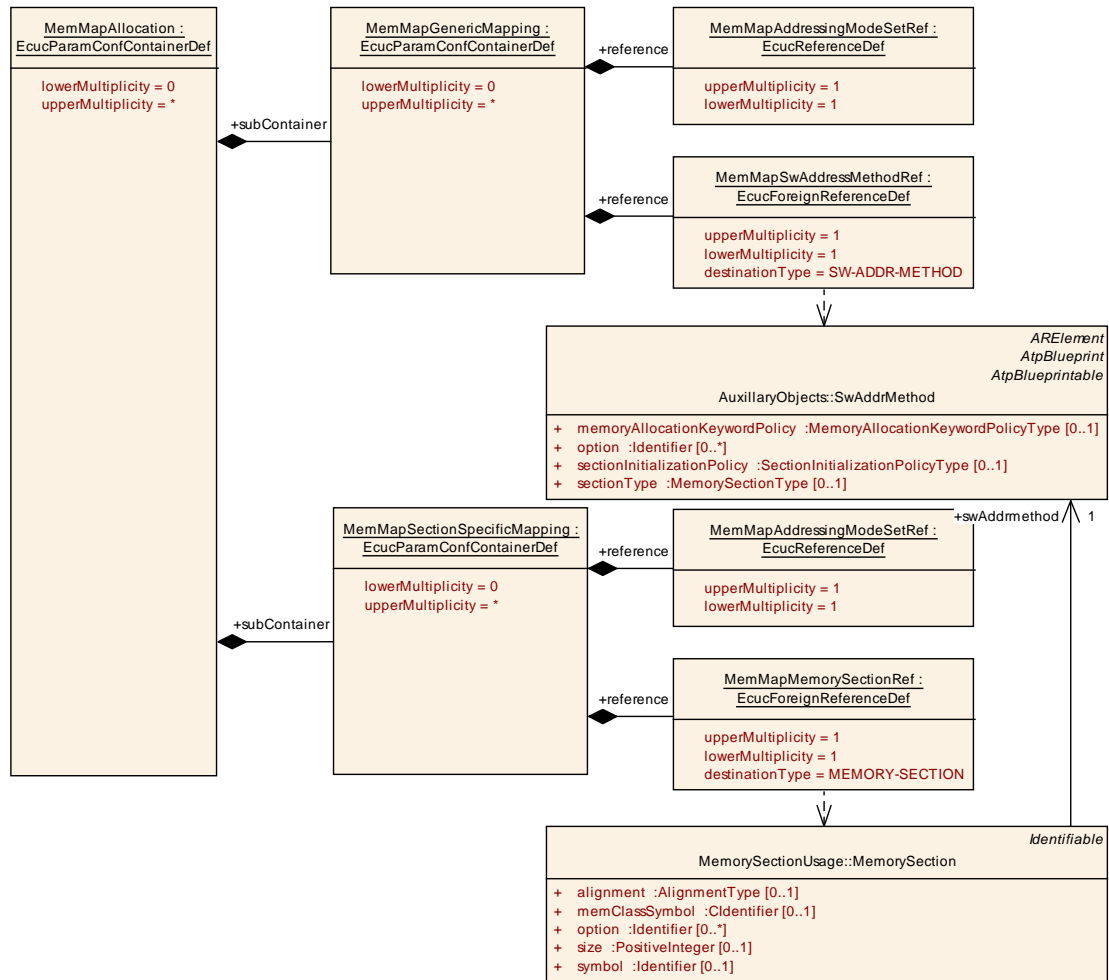 MemMapAllocation :
EcucParamConfContainerDef
lowerMultiplicity = 0
upperMultiplicity = *
+subContainer
MemMapGenericMapping :
EcucParamConfContainerDef
lowerMultiplicity = 0
upperMultiplicity = *
+reference
MemMapAddressingModeSetRef :
EcucReferenceDef
upperMultiplicity = 1
lowerMultiplicity = 1
+reference
MemMapSwAddressMethodRef :
EcucForeignReferenceDef
upperMultiplicity = 1
lowerMultiplicity = 1
destinationType = SW-ADDR-METHOD
ARElement
AtpBlueprint
AtpBlueprintable
AuxillaryObjects::SwAddrMethod
+ memoryAllocationKeywordPolicy :MemoryAllocationKeywordPolicyType [0..1]
+ option :Identifier [0..*]
+ sectionInitializationPolicy :SectionInitializationPolicyType [0..1]
+ sectionType :MemorySectionType [0..1]
+swAddrmethod 1
+subContainer
MemMapSectionSpecificMapping :
EcucParamConfContainerDef
lowerMultiplicity = 0
upperMultiplicity = *
+reference
MemMapAddressingModeSetRef :
EcucReferenceDef
upperMultiplicity = 1
lowerMultiplicity = 1
+reference
MemMapMemorySectionRef :
EcucForeignReferenceDef
upperMultiplicity = 1
lowerMultiplicity = 1
destinationType = MEMORY-SECTION
Identifiable
MemorySectionUsage::MemorySection
+ alignment :AlignmentType [0..1]
+ memClassSymbol :CIdentifier [0..1]
+ option :Identifier [0..*]
+ size :PositiveInteger [0..1]
+ symbol :Identifier [0..1]